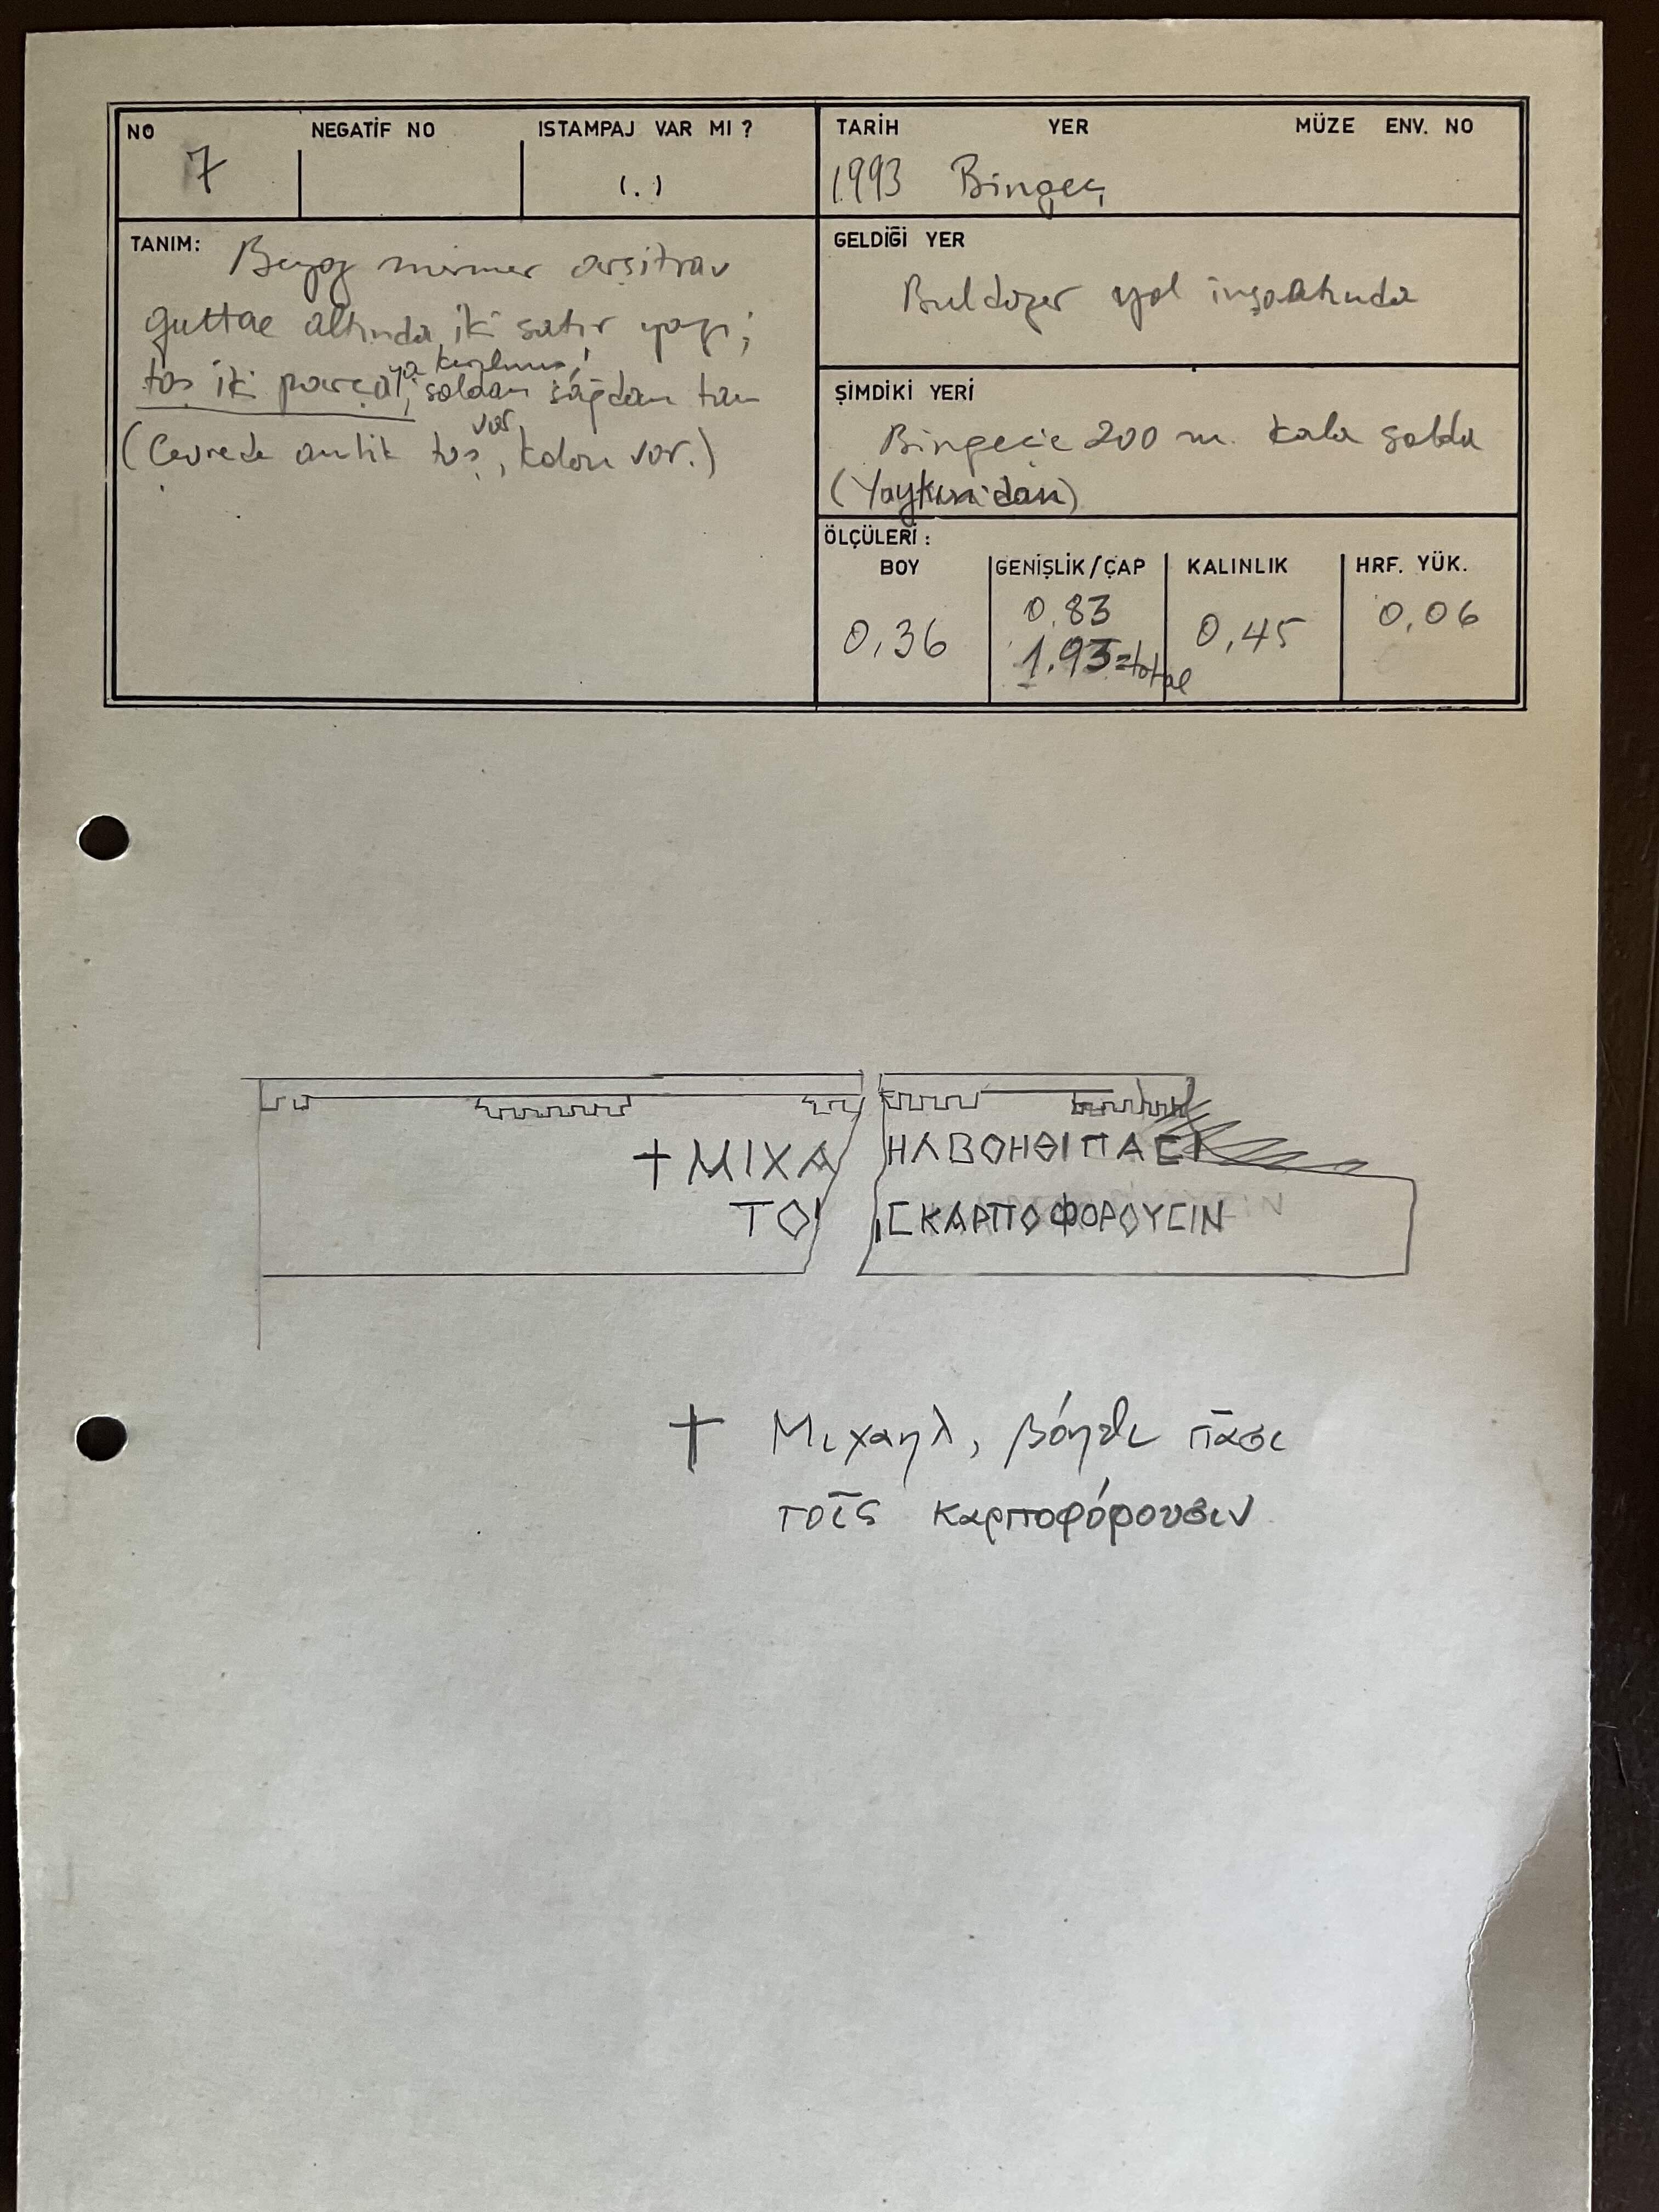 NO NEGATİF NO ISTAMPAJ VAR MI ?
7 (.)
TARİH YER MÜZE ENV. NO
1993 Bingeç
TANIM: Beyaz mermer arşitrav
guttae altında iki satır yazı;
taş iki parçaya kırılmış; soldan sağdan tam
(Çevrede antik taş var, kolon var.)
GELDİĞİ YER
Buldozer yol inşaatında
ŞİMDİKİ YERİ
Bingeç'e 200 m. kala solda
(Yaykın'dan)
ÖLÇÜLERİ :
BOY GENİŞLİK/ÇAP KALINLIK HRF. YÜK.
0,36 0,83 0,45 0,06
1.93=total
†ΜΙΧΑ ΗΛΒΟΗΘΙΠΑCΙ
ΤΟΙ CΚΑΡΠΟΦΟΡΟΥCΙΝ
† Μιχαηλ, βόηθι πᾶσι
τοῖς καρποφόρουσιν